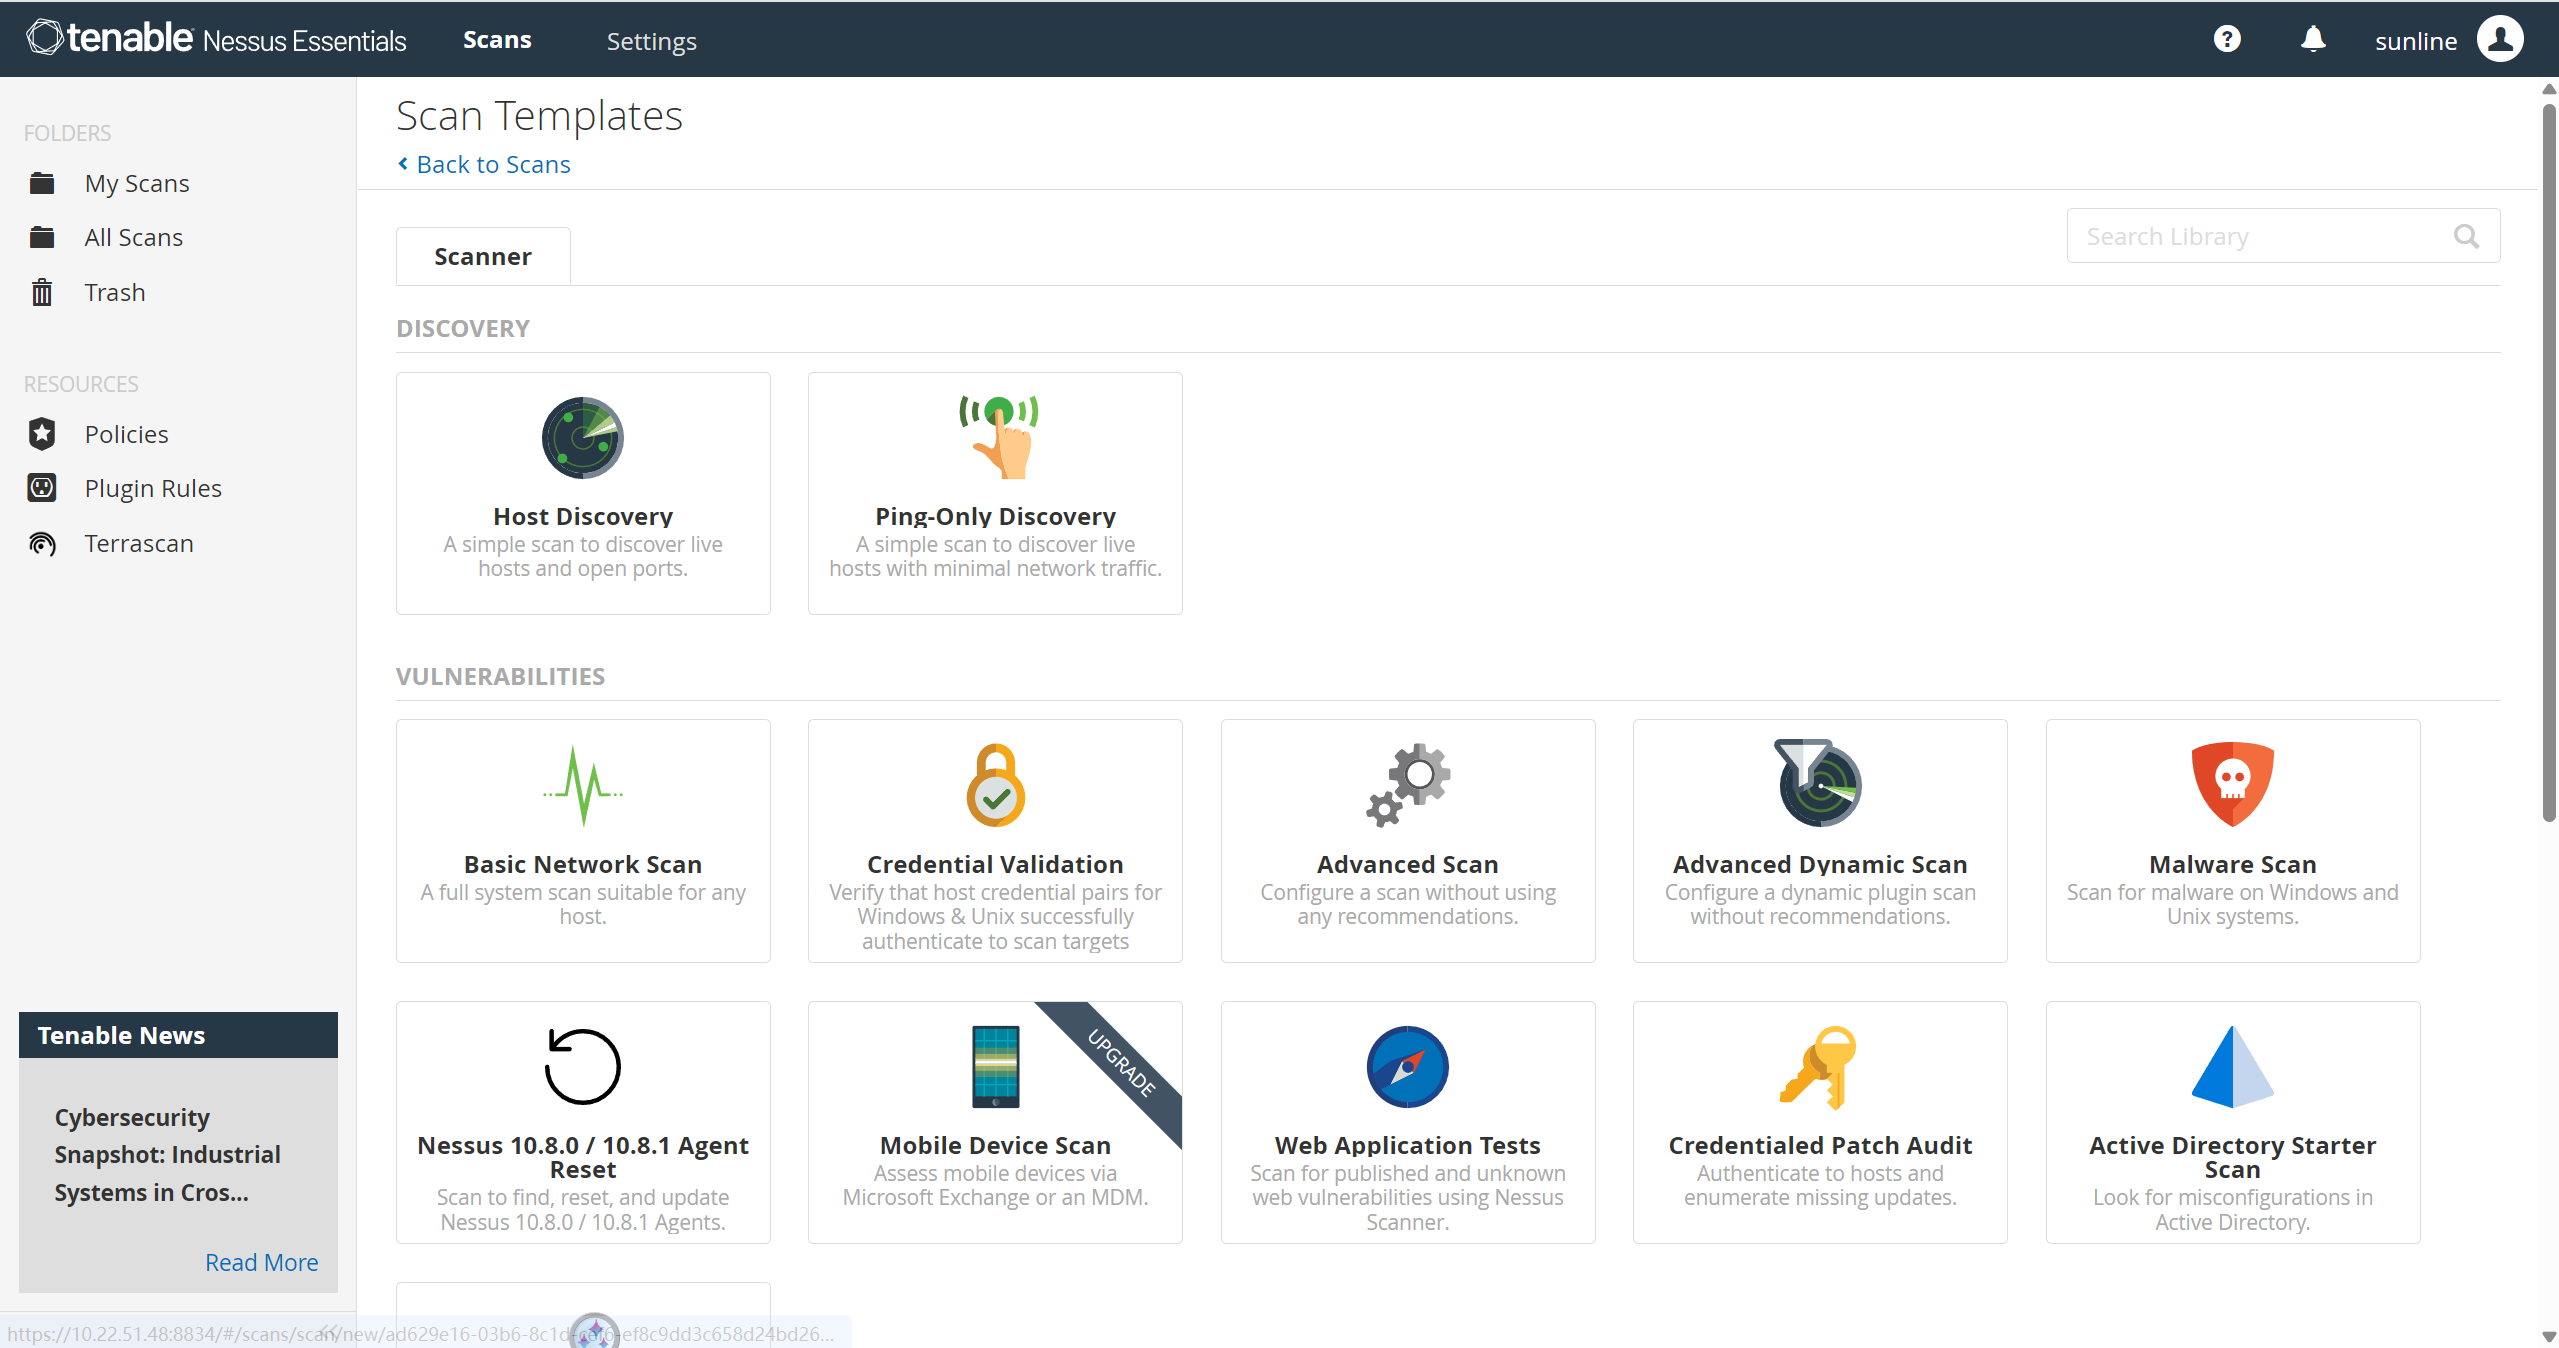 tenable Nessus Essentials
Scans
Settings
sunline
FOLDERS
My Scans
All Scans
Trash
RESOURCES
Policies
Plugin Rules
Terrascan
Tenable News
Cybersecurity
Snapshot: Industrial
Systems in Cros...
Read More
Scan Templates
Back to Scans
Scanner
Search Library
DISCOVERY
Host Discovery
A simple scan to discover live
hosts and open ports.
Ping-Only Discovery
A simple scan to discover live
hosts with minimal network traffic.
VULNERABILITIES
Basic Network Scan
A full system scan suitable for any
host.
Credential Validation
Verify that host credential pairs for
Windows & Unix successfully
authenticate to scan targets
Advanced Scan
Configure a scan without using
any recommendations.
Advanced Dynamic Scan
Configure a dynamic plugin scan
without recommendations.
Malware Scan
Scan for malware on Windows and
Unix systems.
Nessus 10.8.0 / 10.8.1 Agent
Reset
Scan to find, reset, and update
Nessus 10.8.0 / 10.8.1 Agents.
UPGRADE
Mobile Device Scan
Assess mobile devices via
Microsoft Exchange or an MDM.
Web Application Tests
Scan for published and unknown
web vulnerabilities using Nessus
Scanner.
Credentialed Patch Audit
Authenticate to hosts and
enumerate missing updates.
Active Directory Starter
Scan
Look for misconfigurations in
Active Directory.
https://10.22.51.48:8834/#/scans/scan/new/ad629e16-03b6-8c1d-cef6-ef8c9dd3c658d24bd26...